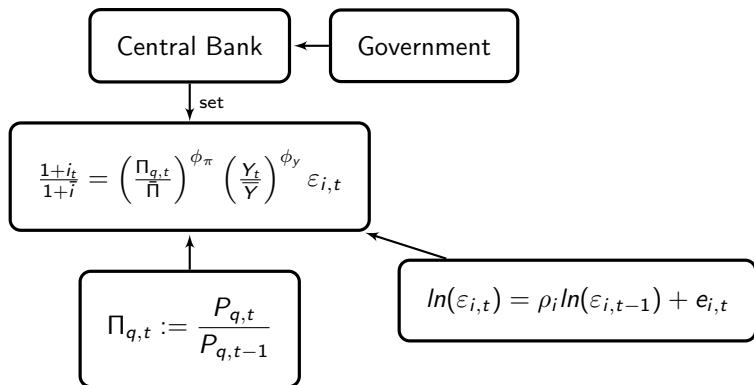 Central Bank
Government
set
\frac{1+i_t}{1+\bar{i}} = \left(\frac{\Pi_{q,t}}{\bar{\Pi}}\right)^{\phi_\pi} \left(\frac{Y_t}{\overline{Y}}\right)^{\phi_y} \varepsilon_{i,t}
\Pi_{q,t} := \frac{P_{q,t}}{P_{q,t-1}}
ln(\varepsilon_{i,t}) = \rho_i ln(\varepsilon_{i,t-1}) + e_{i,t}